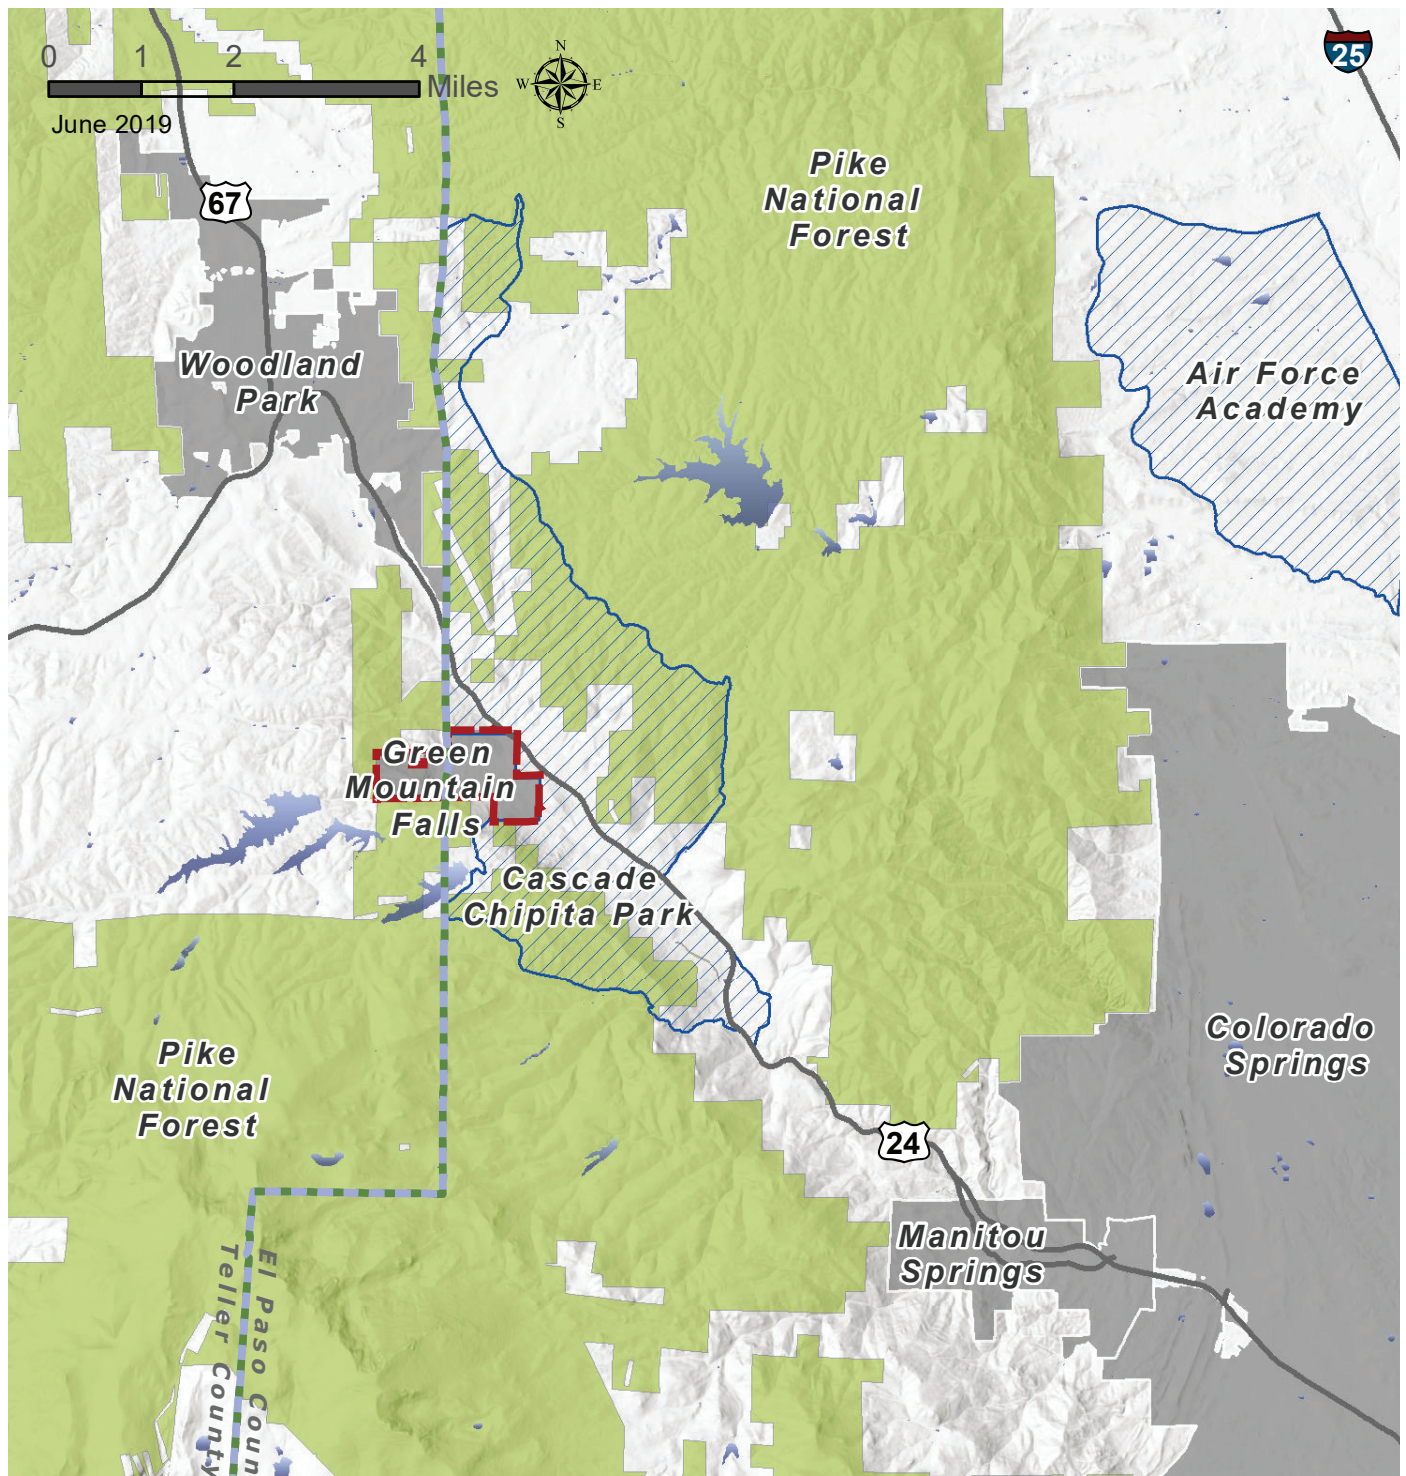 0 1 2 4
Miles
June 2019
N
W E
S
25
67
Pike
National
Forest
Woodland
Park
Air Force
Academy
Green
Mountain
Falls
Cascade
Chipita Park
Pike
National
Forest
Colorado
Springs
24
Manitou
Springs
El Paso Coun
Teller County